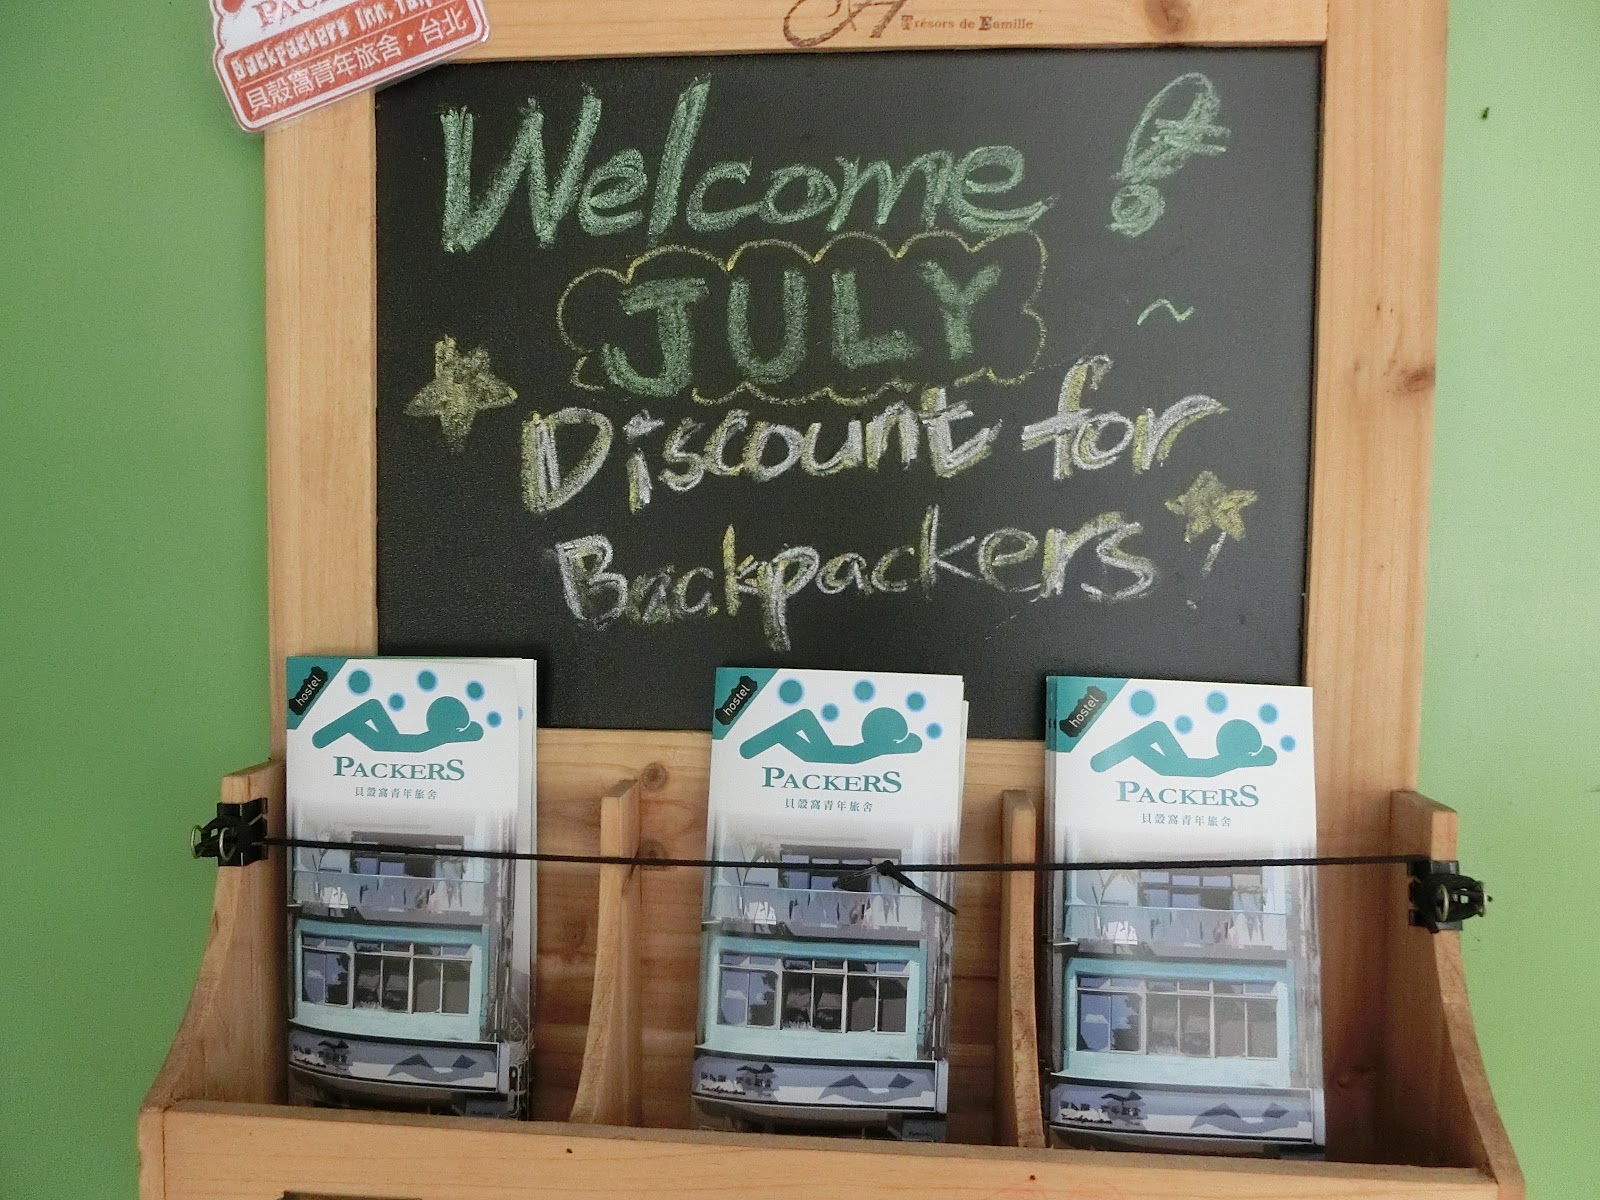 PACKERS
Backpackers Inn, Taipei
貝殼窩青年旅舍・台北
Trésors de Famille
Welcome!
JULY ~
Discount for
Backpackers!
hostel
PACKERS
貝殼窩青年旅舍
hostel
PACKERS
貝殼窩青年旅舍
hostel
PACKERS
貝殼窩青年旅舍